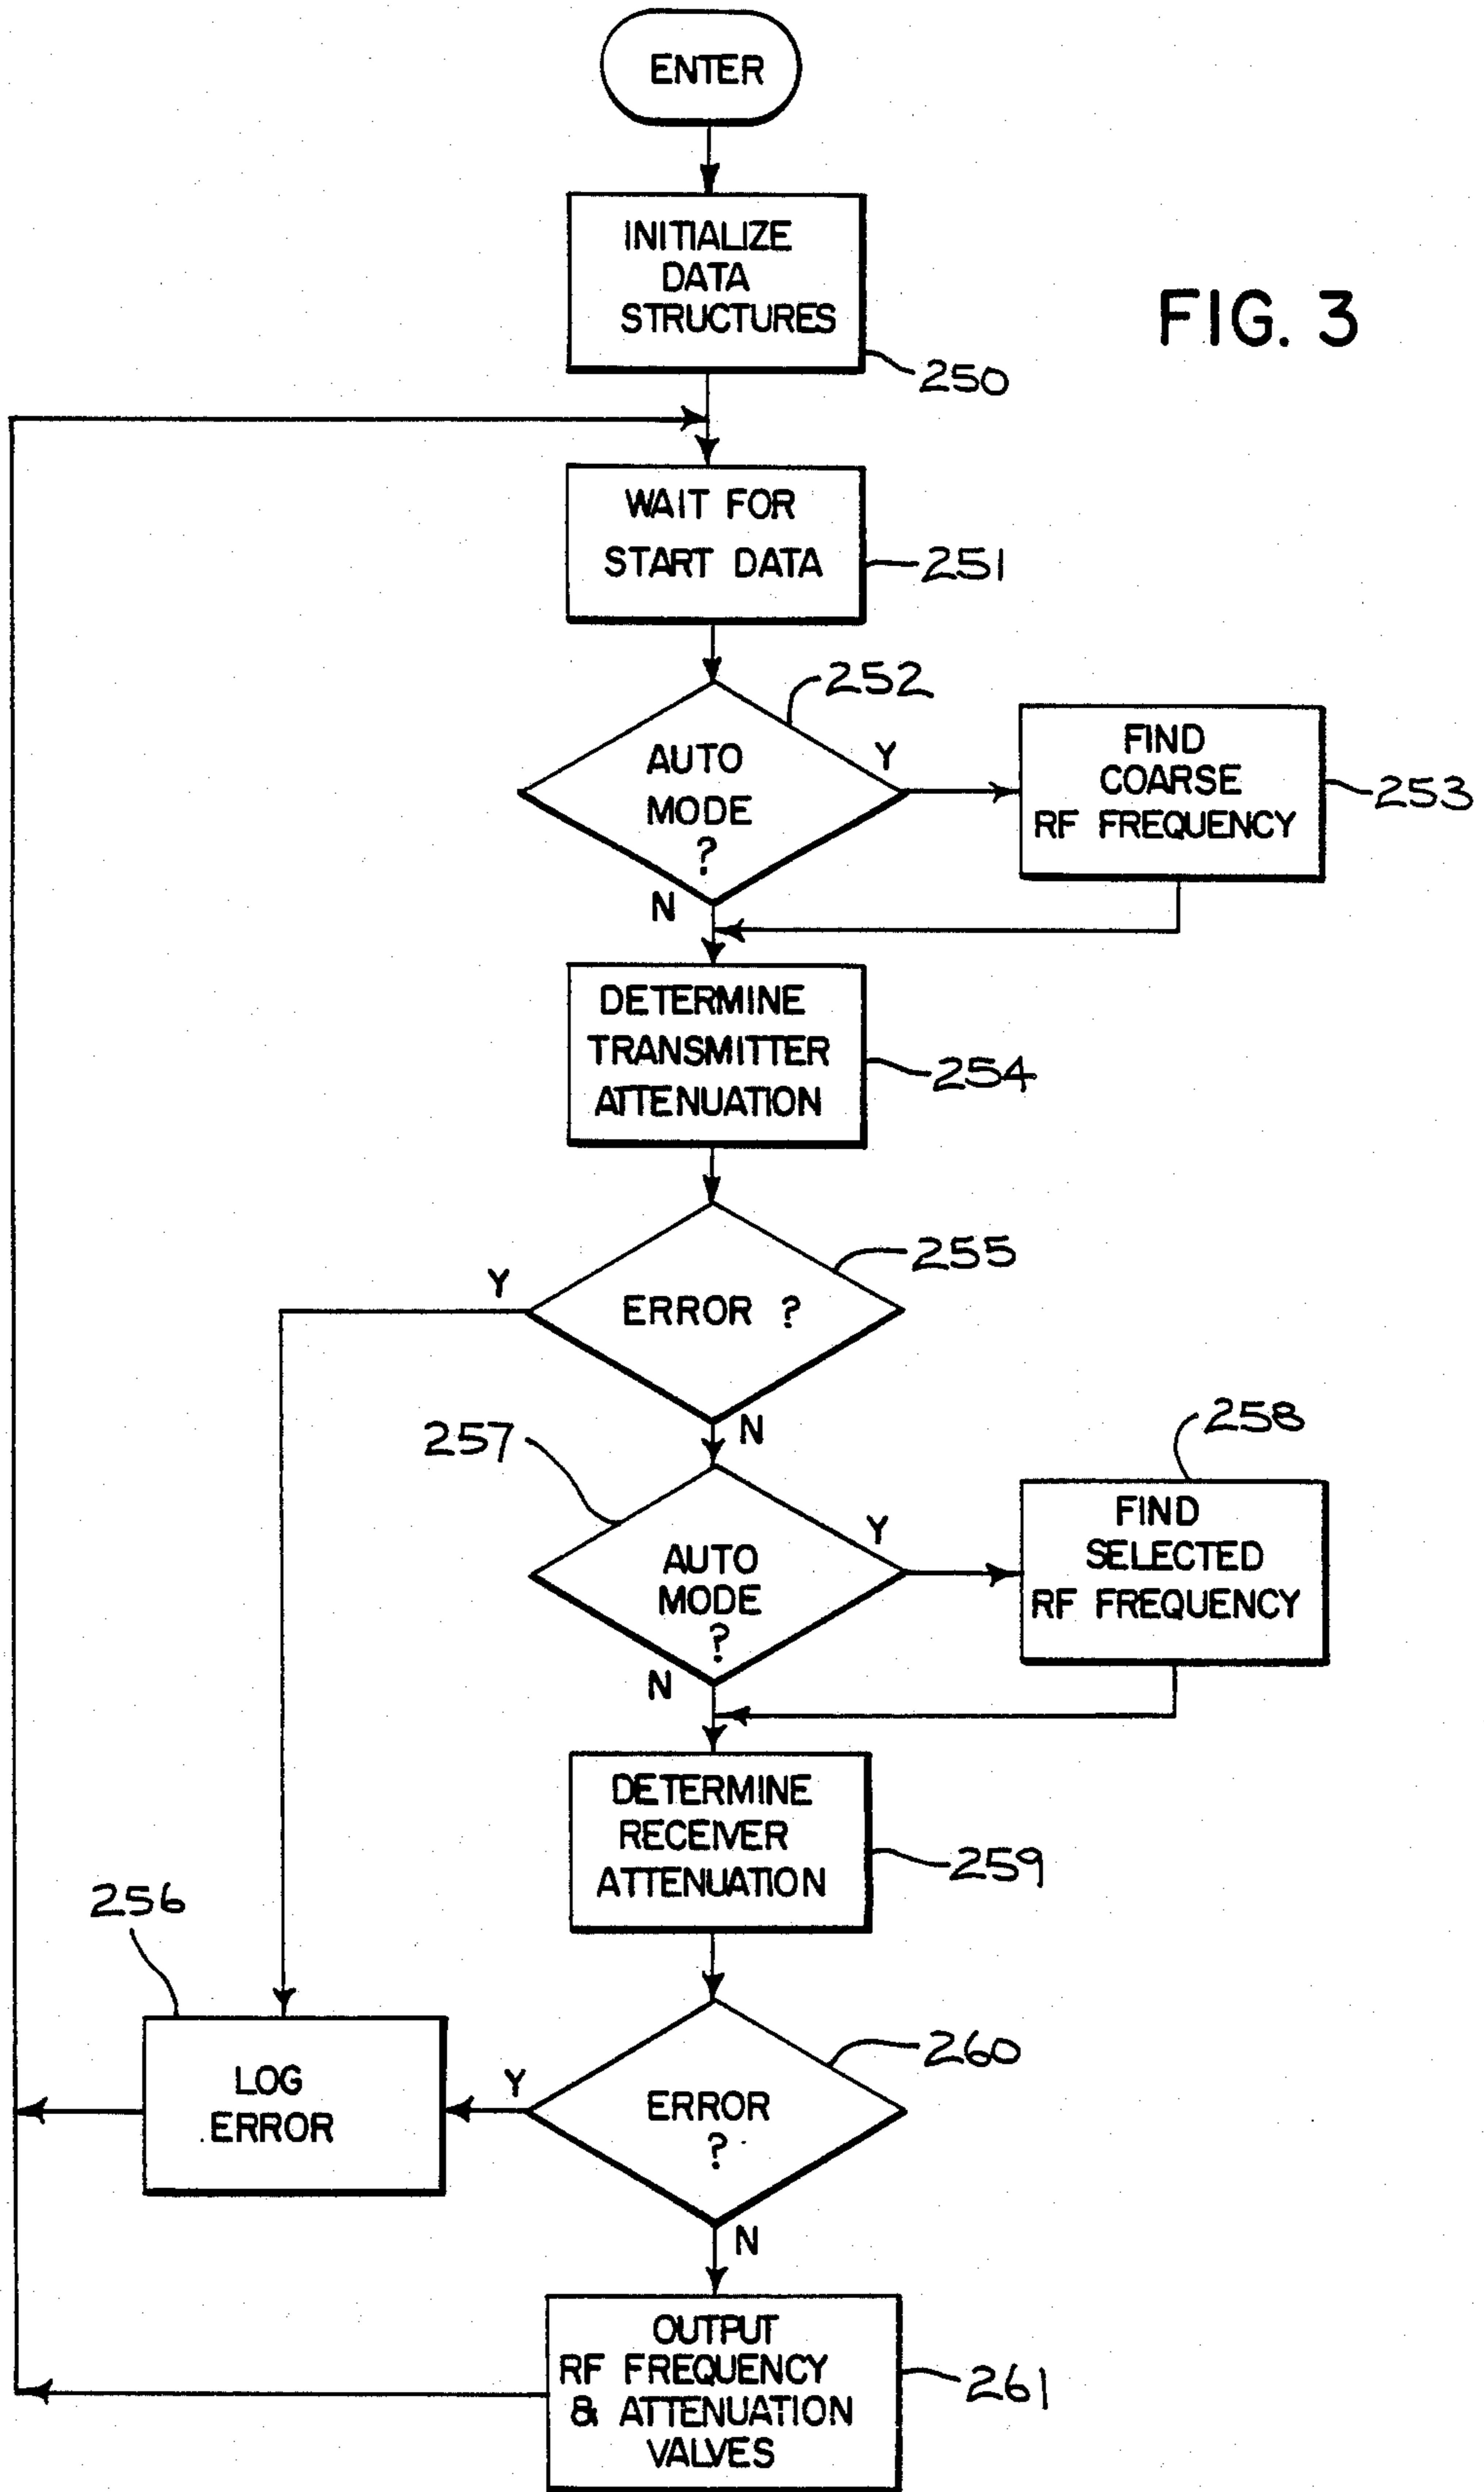 ENTER
INITIALIZE
DATA
STRUCTURES
FIG. 3
250
WAIT FOR
START DATA
251
252
AUTO
MODE
?
Y
N
FIND
COARSE
RF FREQUENCY
253
DETERMINE
TRANSMITTER
ATTENUATION
254
255
Y
ERROR ?
N
257
258
AUTO
MODE
?
Y
N
FIND
SELECTED
RF FREQUENCY
DETERMINE
RECEIVER
ATTENUATION
259
256
260
LOG
ERROR
Y
ERROR
?
N
OUTPUT
RF FREQUENCY
& ATTENUATION
VALVES
261